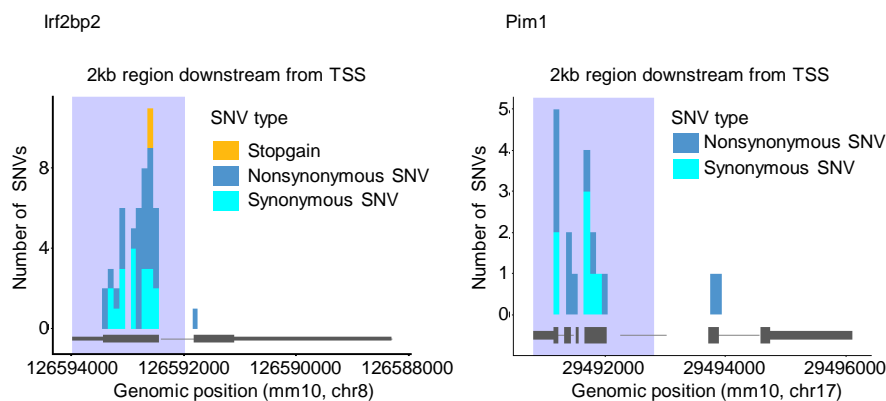 Irf2bp2
Pim1
2kb region downstream from TSS
2kb region downstream from TSS
Number of SNVs
8
4
0
SNV type
Stopgain
Nonsynonymous SNV
Synonymous SNV
126594000 126592000 126590000 126588000
Genomic position (mm10, chr8)
Number of SNVs
5
4
3
2
1
0
SNV type
Nonsynonymous SNV
Synonymous SNV
29492000 29494000 29496000
Genomic position (mm10, chr17)